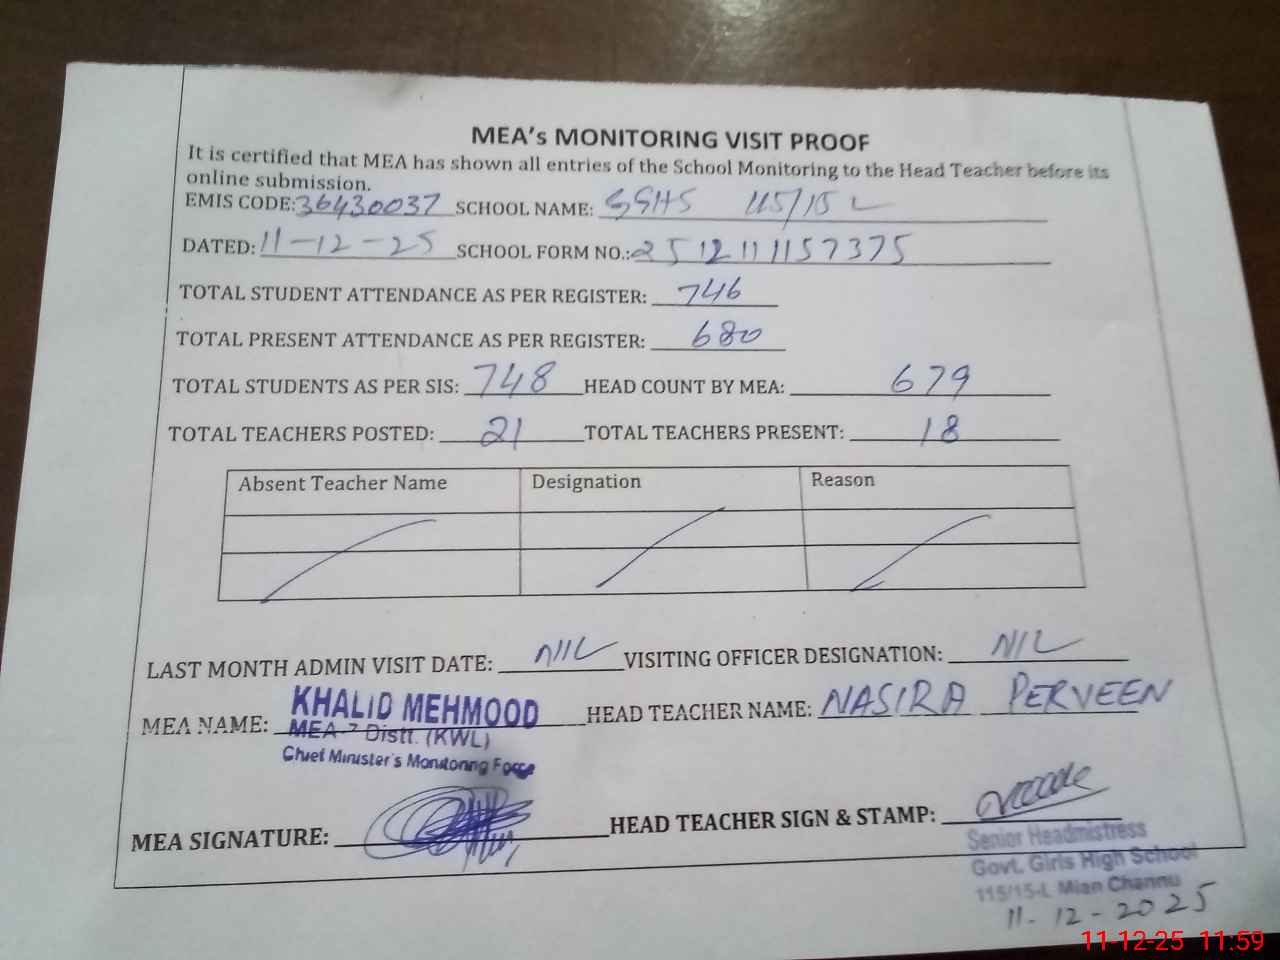 MEA's MONITORING VISIT PROOF
It is certified that MEA has shown all entries of the School Monitoring to the Head Teacher before its
online submission.
EMIS CODE: 36430037 SCHOOL NAME: GGHS 115/15 L
DATED: 11-12-25 SCHOOL FORM NO.: 2512111157375
TOTAL STUDENT ATTENDANCE AS PER REGISTER: 746
TOTAL PRESENT ATTENDANCE AS PER REGISTER: 680
TOTAL STUDENTS AS PER SIS: 748 HEAD COUNT BY MEA: 679
TOTAL TEACHERS POSTED: 21 TOTAL TEACHERS PRESENT: 18
Absent Teacher Name Designation Reason
LAST MONTH ADMIN VISIT DATE: NIL VISITING OFFICER DESIGNATION: NIL
MEA NAME: KHALID MEHMOOD HEAD TEACHER NAME: NASIRA PERVEEN
MEA-7 Distt. (KWL)
Chief Minister's Monitoring Force
MEA SIGNATURE: HEAD TEACHER SIGN & STAMP:
Senior Headmistress
Govt. Girls High School
115/15-L Mian Channu
11-12-2025
11-12-25 11:59